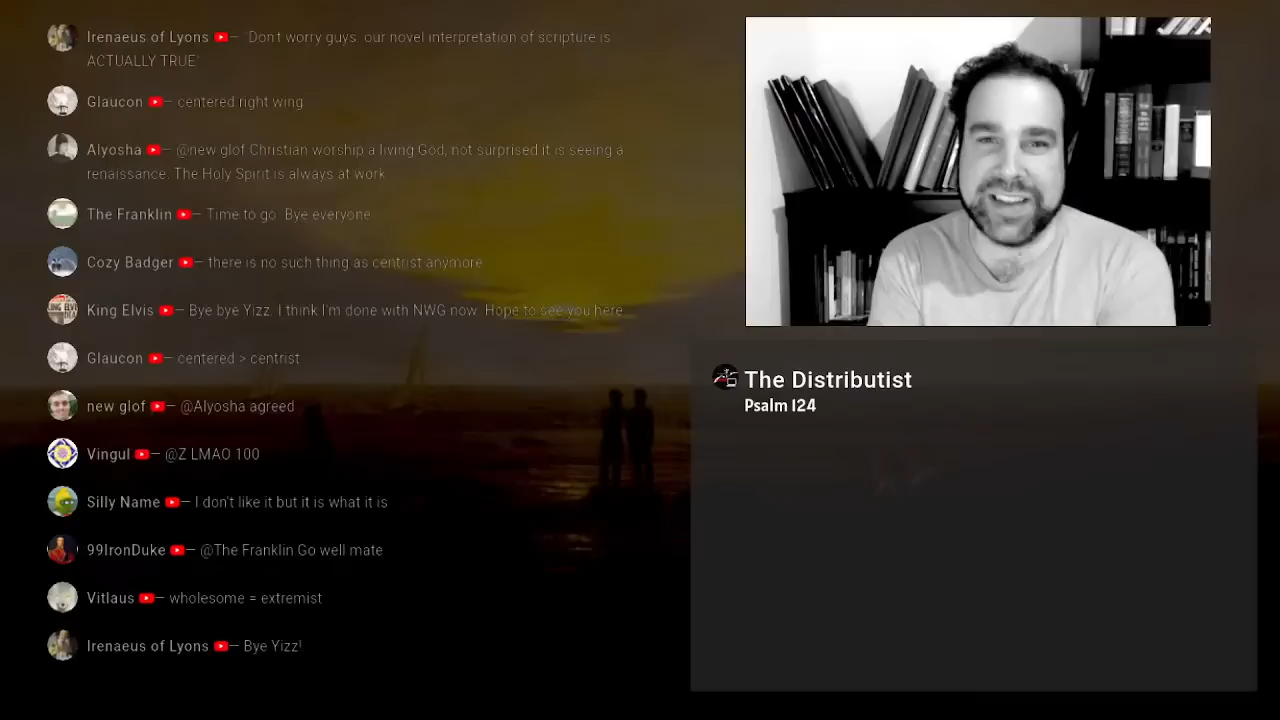 Irenaeus of Lyons — 'Don't worry guys. our novel interpretation of scripture is
ACTUALLY TRUE'
Glaucon — centered right wing
Alyosha — @new glof Christian worship a living God, not surprised it is seeing a
renaissance. The Holy Spirit is always at work
The Franklin — Time to go. Bye everyone
Cozy Badger — there is no such thing as centrist anymore
King Elvis — Bye bye Yizz. I think I'm done with NWG now. Hope to see you here.
Glaucon — centered > centrist
new glof — @Alyosha agreed
Vingul — @Z LMAO 100
Silly Name — I don't like it but it is what it is
99IronDuke — @The Franklin Go well mate
Vitlaus — wholesome = extremist
Irenaeus of Lyons — Bye Yizz!
The Distributist
Psalm 124